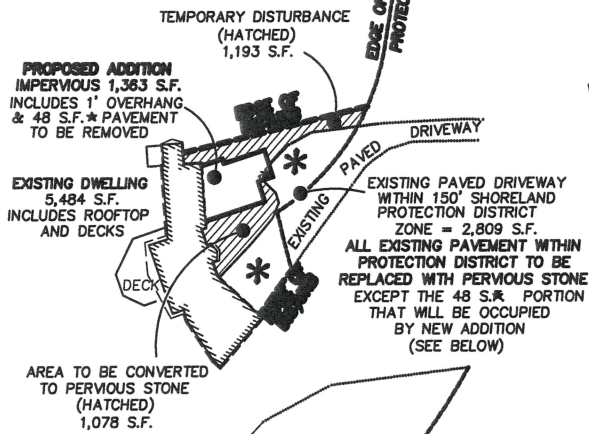 TEMPORARY DISTURBANCE
(HATCHED)
1,193 S.F.
EDGE OF
PROPOSED ADDITION
IMPERVIOUS 1,363 S.F.
INCLUDES 1' OVERHANG
& 48 S.F.* PAVEMENT
TO BE REMOVED
DRIVEWAY
PAVED
EXISTING
EXISTING DWELLING
5,484 S.F.
INCLUDES ROOFTOP
AND DECKS
EXISTING PAVED DRIVEWAY
WITHIN 150' SHORELAND
PROTECTION DISTRICT
ZONE = 2,809 S.F.
ALL EXISTING PAVEMENT WITHIN
PROTECTION DISTRICT TO BE
REPLACED WITH PERVIOUS STONE
EXCEPT THE 48 S.F.* PORTION
THAT WILL BE OCCUPIED
BY NEW ADDITION
(SEE BELOW)
DECK
AREA TO BE CONVERTED
TO PERVIOUS STONE
(HATCHED)
1,078 S.F.